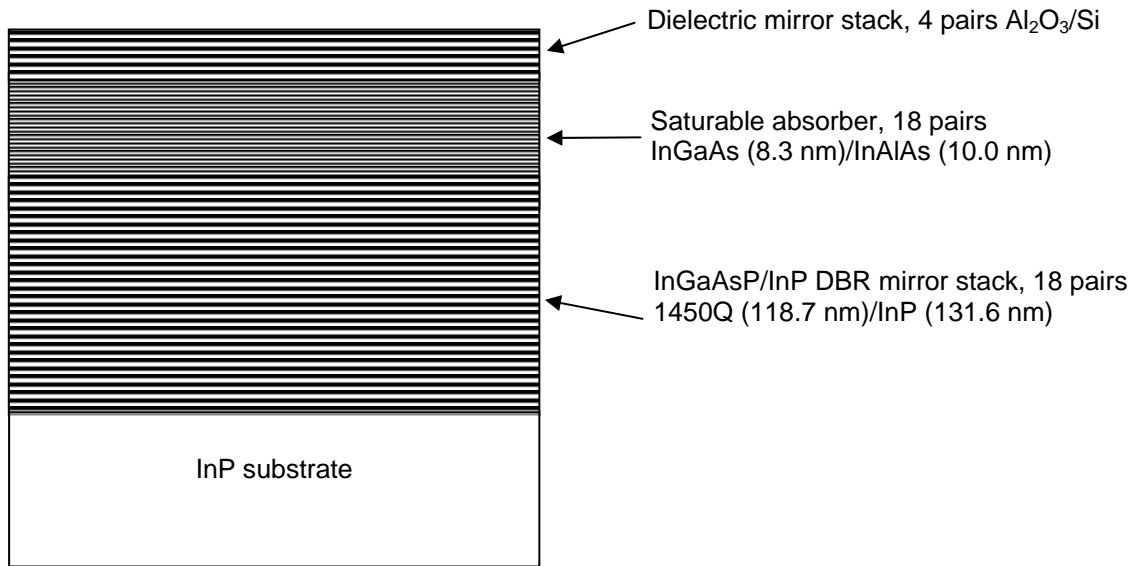 Dielectric mirror stack, 4 pairs Al₂O₃/Si
Saturable absorber, 18 pairs
InGaAs (8.3 nm)/InAlAs (10.0 nm)
InGaAsP/InP DBR mirror stack, 18 pairs
1450Q (118.7 nm)/InP (131.6 nm)
InP substrate